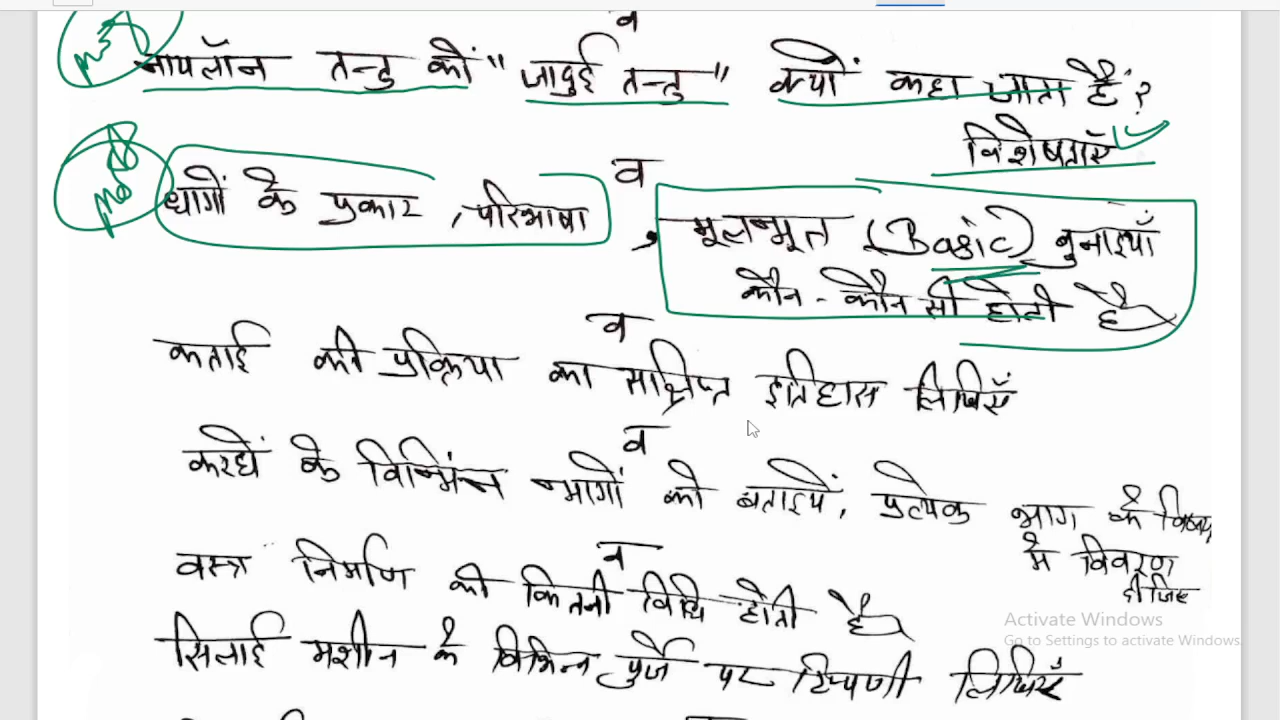 व
नायलॉन तन्तु को "जादुई तन्तु" क्यों कहा जाता है?
विशेषताएँ
व
धागों के प्रकार, परिभाषा, मूलभूत (Basic) बुनाइयाँ
कौन-कौन सी होती है
व
कताई की प्रक्रिया का संक्षिप्त इतिहास लिखिएँ
व
करघें के विभिन्न भागों को बताइयें, प्रत्येक भाग के विषय
में विवरण
दीजिए
व
वस्त्र निर्माण की कितनी विधि होती है
सिलाई मशीन के विभिन्न पुर्जे पर टिप्पणी लिखिएँ
Activate Windows
Go to Settings to activate Windows.